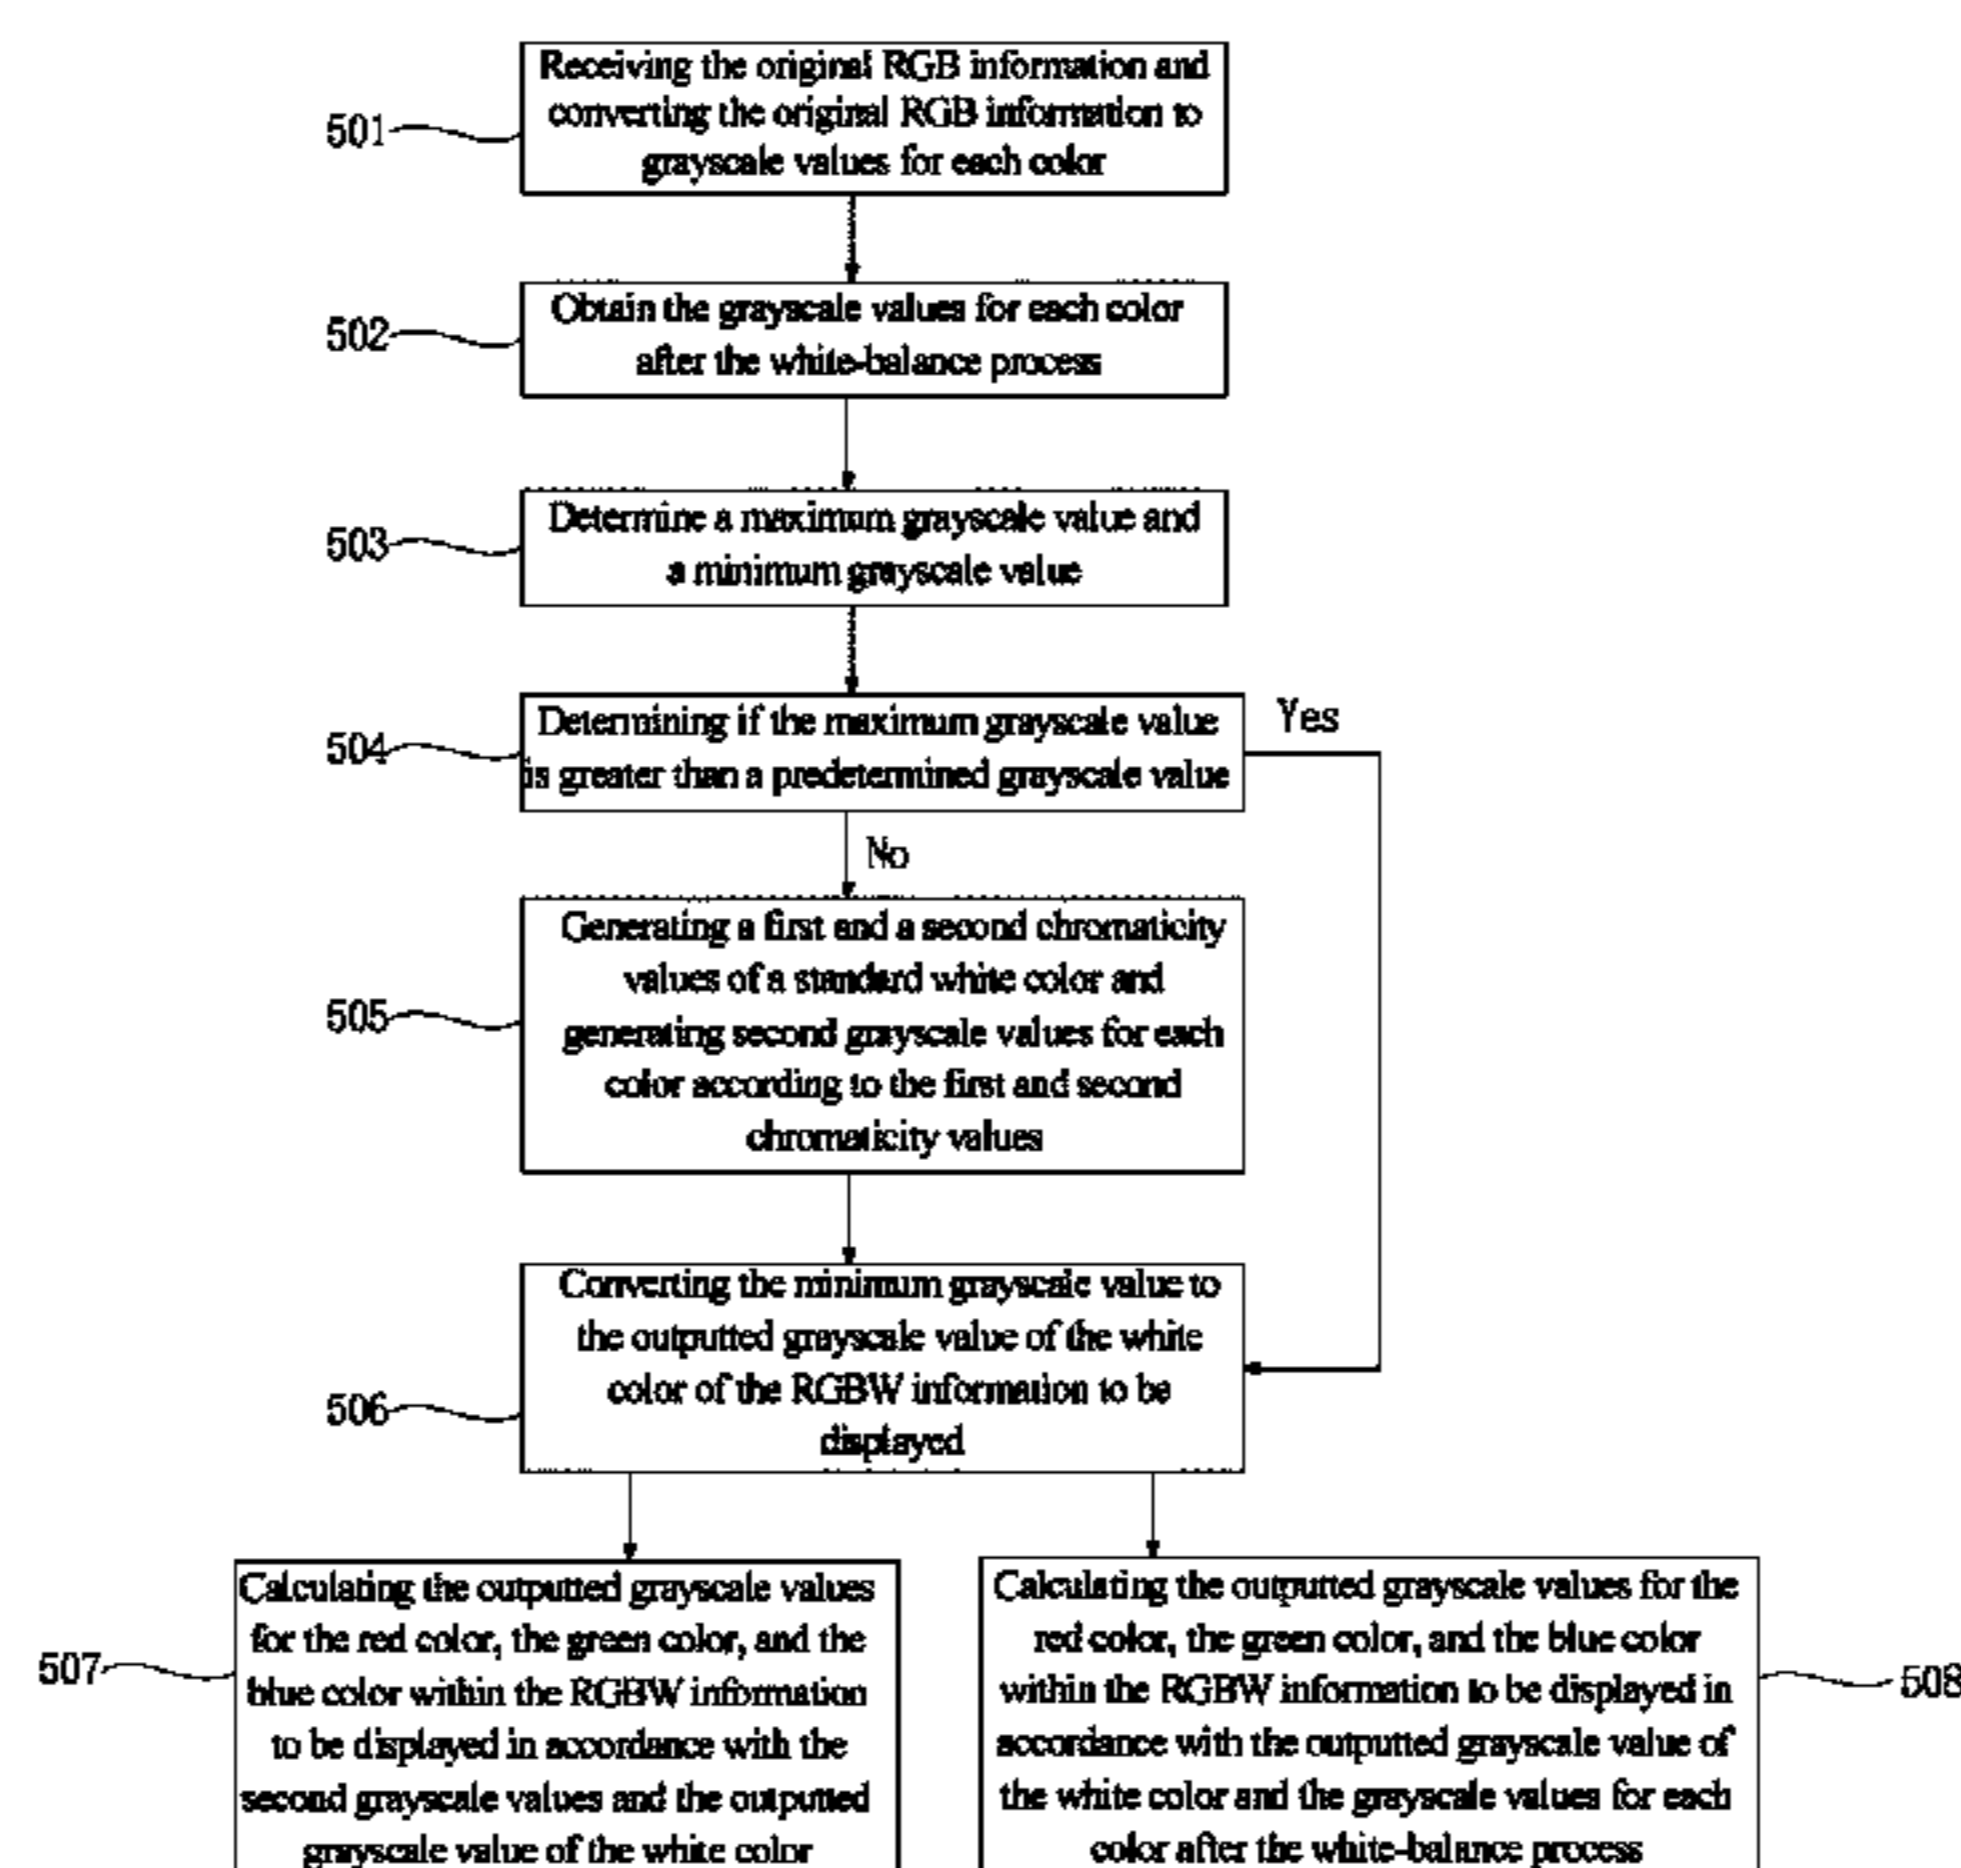 501
Receiving the original RGB information and
converting the original RGB information to
grayscale values for each color
502
Obtain the grayscale values for each color
after the white-balance process
503
Determine a maximum grayscale value and
a minimum grayscale value
504
Determining if the maximum grayscale value
is greater than a predetermined grayscale value
Yes
No
505
Generating a first and a second chromaticity
values of a standard white color and
generating second grayscale values for each
color according to the first and second
chromaticity values
506
Converting the minimum grayscale value to
the outputted grayscale value of the white
color of the RGBW information to be
displayed
507
Calculating the outputted grayscale values
for the red color, the green color, and the
blue color within the RGBW information
to be displayed in accordance with the
second grayscale values and the outputted
grayscale value of the white color
Calculating the outputted grayscale values for the
red color, the green color, and the blue color
within the RGBW information to be displayed in
accordance with the outputted grayscale value of
the white color and the grayscale values for each
color after the white-balance process
508